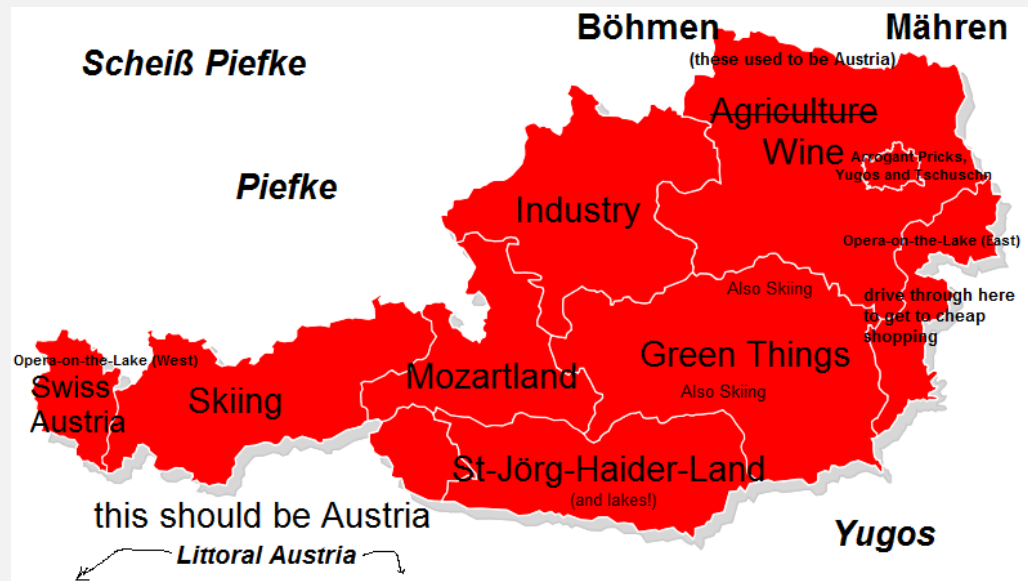 Böhmen
Mähren
Scheiß Piefke
(these used to be Austria)
Agriculture
Wine
Arrogant Pricks,
Yugos and Tschuschn
Piefke
Industry
Opera-on-the-Lake (East)
Also Skiing
drive through here
to get to cheap
shopping
Green Things
Opera-on-the-Lake (West)
Swiss
Austria
Skiing
Mozartland
Also Skiing
St-Jörg-Haider-Land
(and lakes!)
this should be Austria
Yugos
Littoral Austria